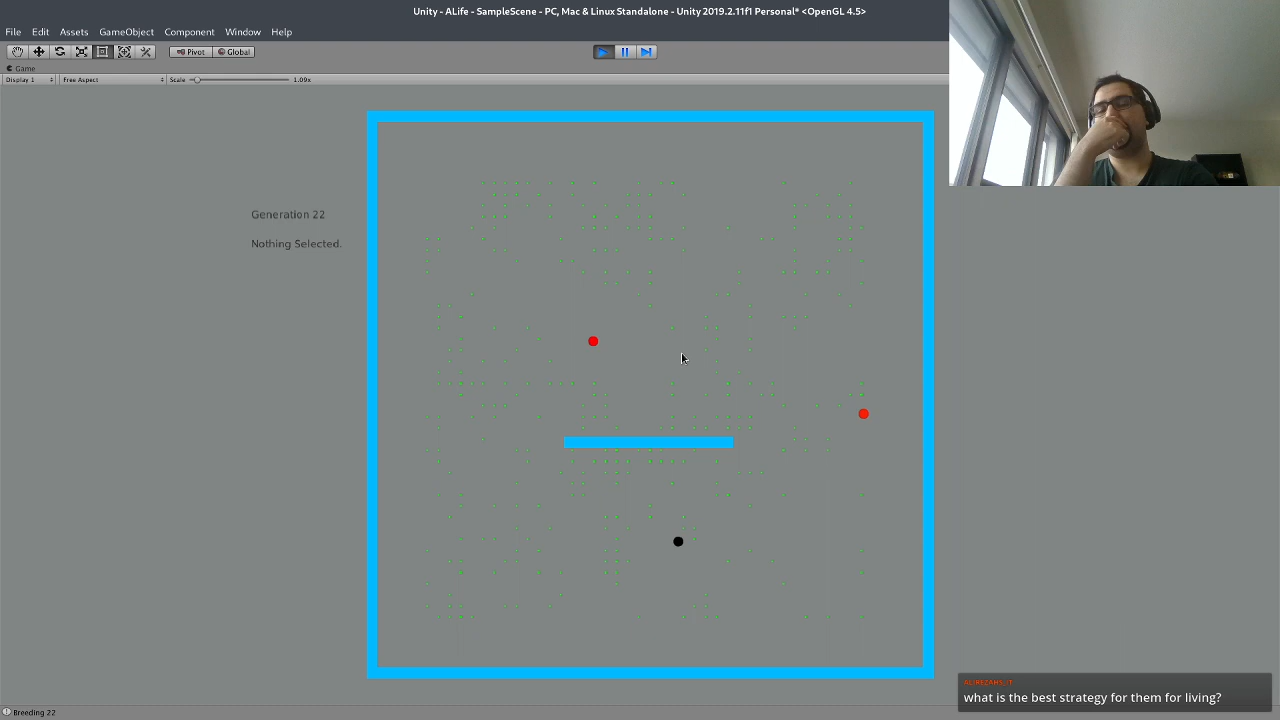 Unity - ALife - SampleScene - PC, Mac & Linux Standalone - Unity 2019.2.11f1 Personal* <OpenGL 4.5>
File Edit Assets GameObject Component Window Help
Pivot Global
Game
Display 1 Free Aspect Scale 1.09x
Generation 22
Nothing Selected.
what is the best strategy for them for living?
Breeding 22